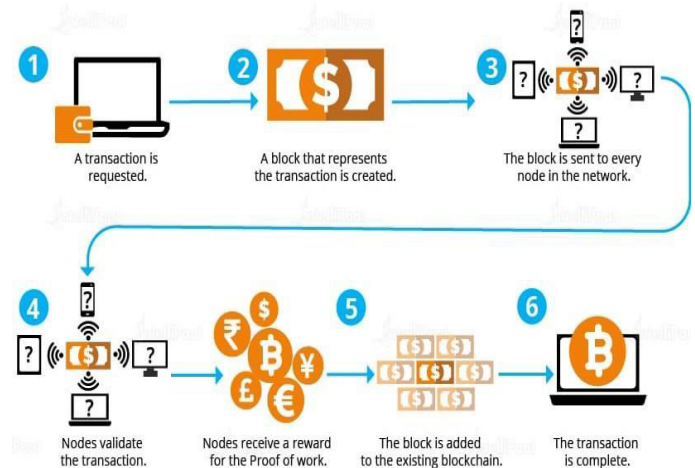 1
A transaction is
requested.
2
A block that represents
the transaction is created.
3
The block is sent to every
node in the network.
4
Nodes validate
the transaction.
Nodes receive a reward
for the Proof of work.
5
The block is added
to the existing blockchain.
6
The transaction
is complete.